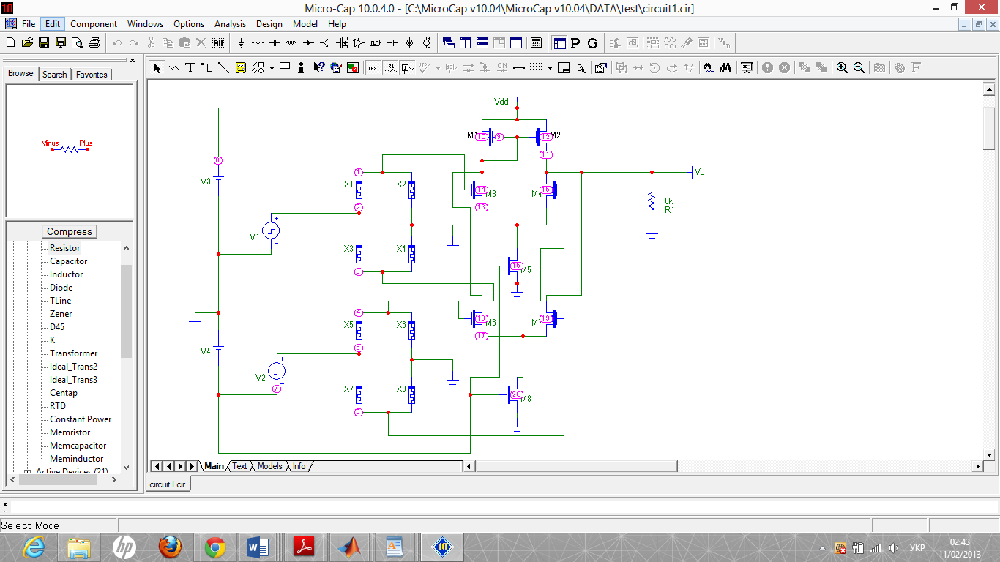 10
Micro-Cap 10.0.4.0 - [C:\MicroCap v10.04\MicroCap v10.04\DATA\test\circuit1.cir]
File Edit Component Windows Options Analysis Design Model Help
P G
Browse Search Favorites
T TEXT R1
Minus Plus
Compress
Resistor
Capacitor
Inductor
Diode
TLine
Zener
D45
K
Transformer
Ideal_Trans2
Ideal_Trans3
Centap
RTD
Constant Power
Memristor
Memcapacitor
Meminductor
Active Devices (21)
Vdd
M1 10 9 12 M2
11
8
1
Vo
V3
X1 X2
14 M3 M4 15
8k
R1
2
13
V1
X3 X4
16 M5
3
4
X5 X6
18 M6 M7 19
5
17
V4
V2
7
X7 X8
20 M8
6
Main Text Models Info
circuit1.cir
Select Mode
УКР
02:43
11/02/2013